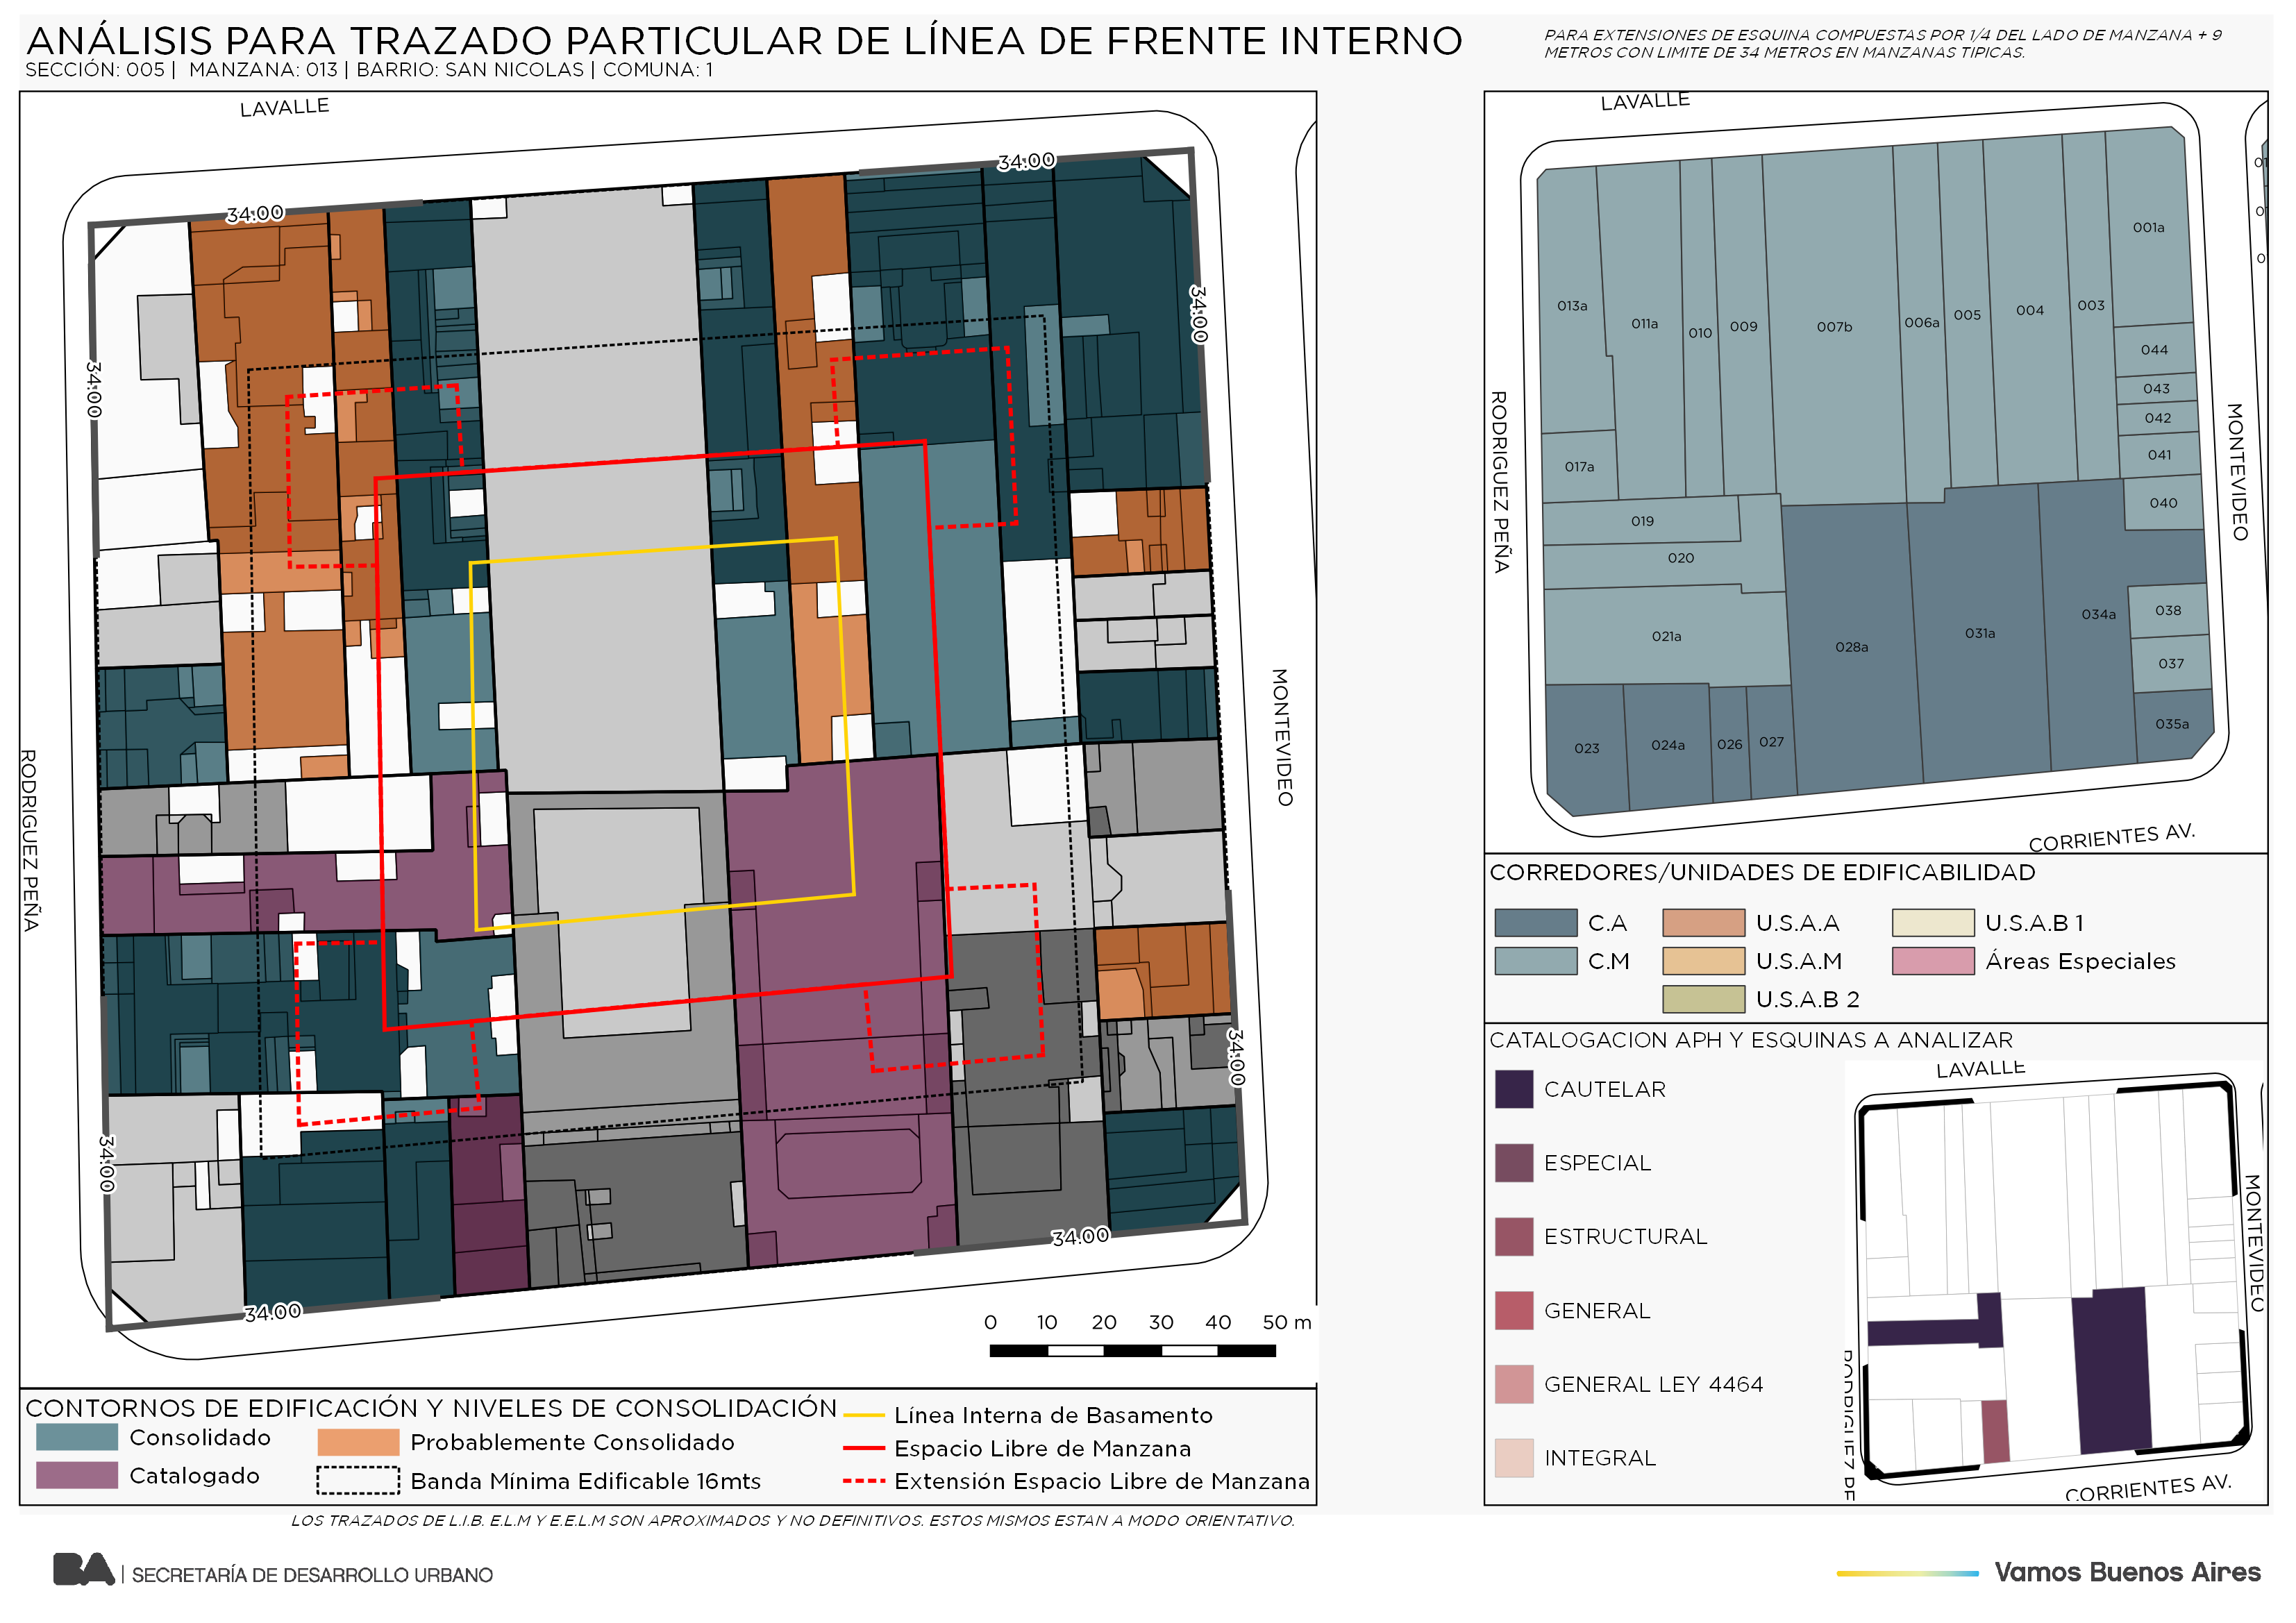 ANÁLISIS PARA TRAZADO PARTICULAR DE LÍNEA DE FRENTE INTERNO
SECCIÓN: 005 | MANZANA: 013 | BARRIO: SAN NICOLAS | COMUNA: 1
PARA EXTENSIONES DE ESQUINA COMPUESTAS POR 1/4 DEL LADO DE MANZANA + 9
METROS CON LIMITE DE 34 METROS EN MANZANAS TIPICAS.
LAVALLE
34.00
34.00
34.00
34.00
MONTEVIDEO
RODRIGUEZ PEÑA
34.00
34.00
34.00
34.00
0 10 20 30 40 50 m
CONTORNOS DE EDIFICACIÓN Y NIVELES DE CONSOLIDACIÓN
Consolidado
Catalogado
Probablemente Consolidado
Banda Mínima Edificable 16mts
Línea Interna de Basamento
Espacio Libre de Manzana
Extensión Espacio Libre de Manzana
LAVALLE
RODRIGUEZ PEÑA
MONTEVIDEO
CORRIENTES AV.
001a
013a
011a
010
009
007b
006a
005
004
003
044
043
042
041
040
017a
019
020
021a
028a
031a
034a
038
037
035a
023
024a
026
027
CORREDORES/UNIDADES DE EDIFICABILIDAD
C.A
U.S.A.A
U.S.A.B 1
C.M
U.S.A.M
Áreas Especiales
U.S.A.B 2
CATALOGACION APH Y ESQUINAS A ANALIZAR
CAUTELAR
ESPECIAL
ESTRUCTURAL
GENERAL
GENERAL LEY 4464
INTEGRAL
LAVALLE
MONTEVIDEO
RODRIGUEZ PE
CORRIENTES AV.
LOS TRAZADOS DE L.I.B. E.L.M Y E.E.L.M SON APROXIMADOS Y NO DEFINITIVOS. ESTOS MISMOS ESTAN A MODO ORIENTATIVO.
BA | SECRETARÍA DE DESARROLLO URBANO
Vamos Buenos Aires